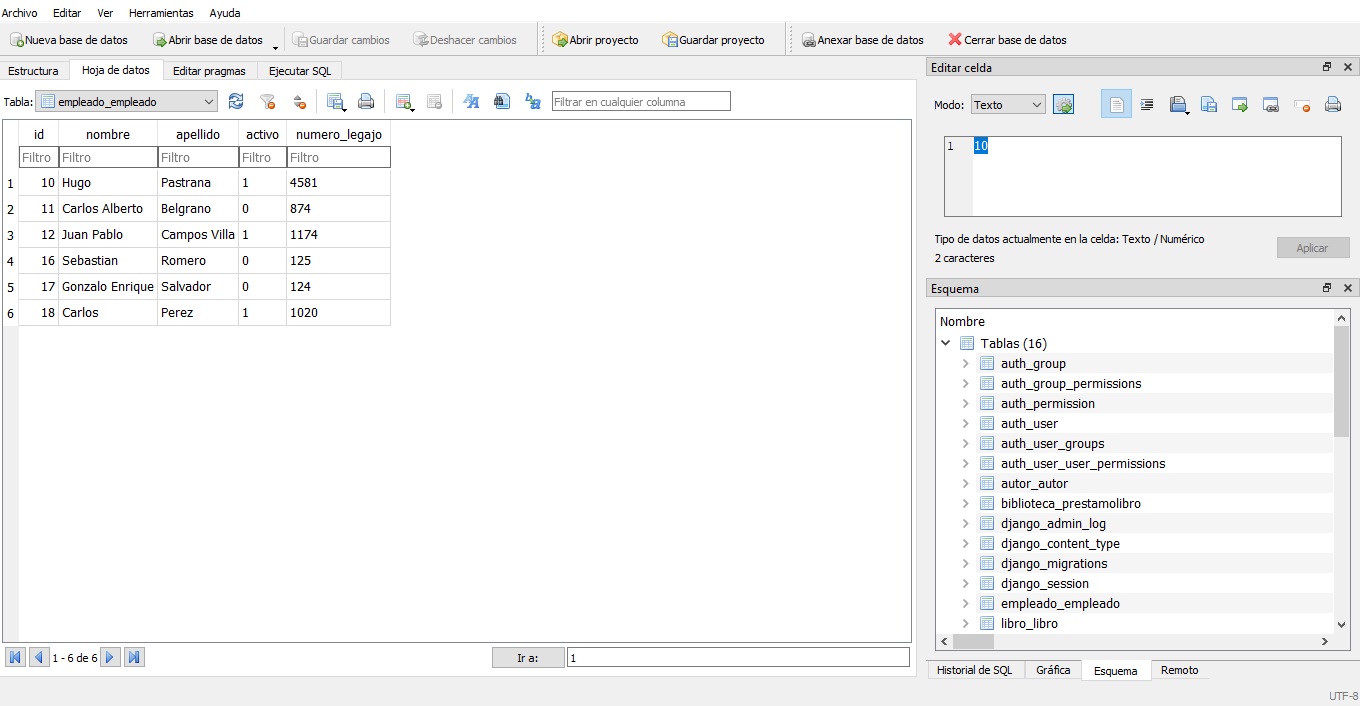 Archivo Editar Ver Herramientas Ayuda
Nueva base de datos Abrir base de datos Guardar cambios Deshacer cambios Abrir proyecto Guardar proyecto Anexar base de datos Cerrar base de datos
Estructura Hoja de datos Editar pragmas Ejecutar SQL
Tabla: empleado_empleado Filtrar en cualquier columna
id nombre apellido activo numero_legajo
Filtro Filtro Filtro Filtro Filtro
1 10 Hugo Pastrana 1 4581
2 11 Carlos Alberto Belgrano 0 874
3 12 Juan Pablo Campos Villa 1 1174
4 16 Sebastian Romero 0 125
5 17 Gonzalo Enrique Salvador 0 124
6 18 Carlos Perez 1 1020
1 - 6 de 6 Ir a: 1
Editar celda
Modo: Texto
1 10
Tipo de datos actualmente en la celda: Texto / Numérico
2 caracteres
Aplicar
Esquema
Nombre
Tablas (16)
auth_group
auth_group_permissions
auth_permission
auth_user
auth_user_groups
auth_user_user_permissions
autor_autor
biblioteca_prestamolibro
django_admin_log
django_content_type
django_migrations
django_session
empleado_empleado
libro_libro
Historial de SQL Gráfica Esquema Remoto
UTF-8